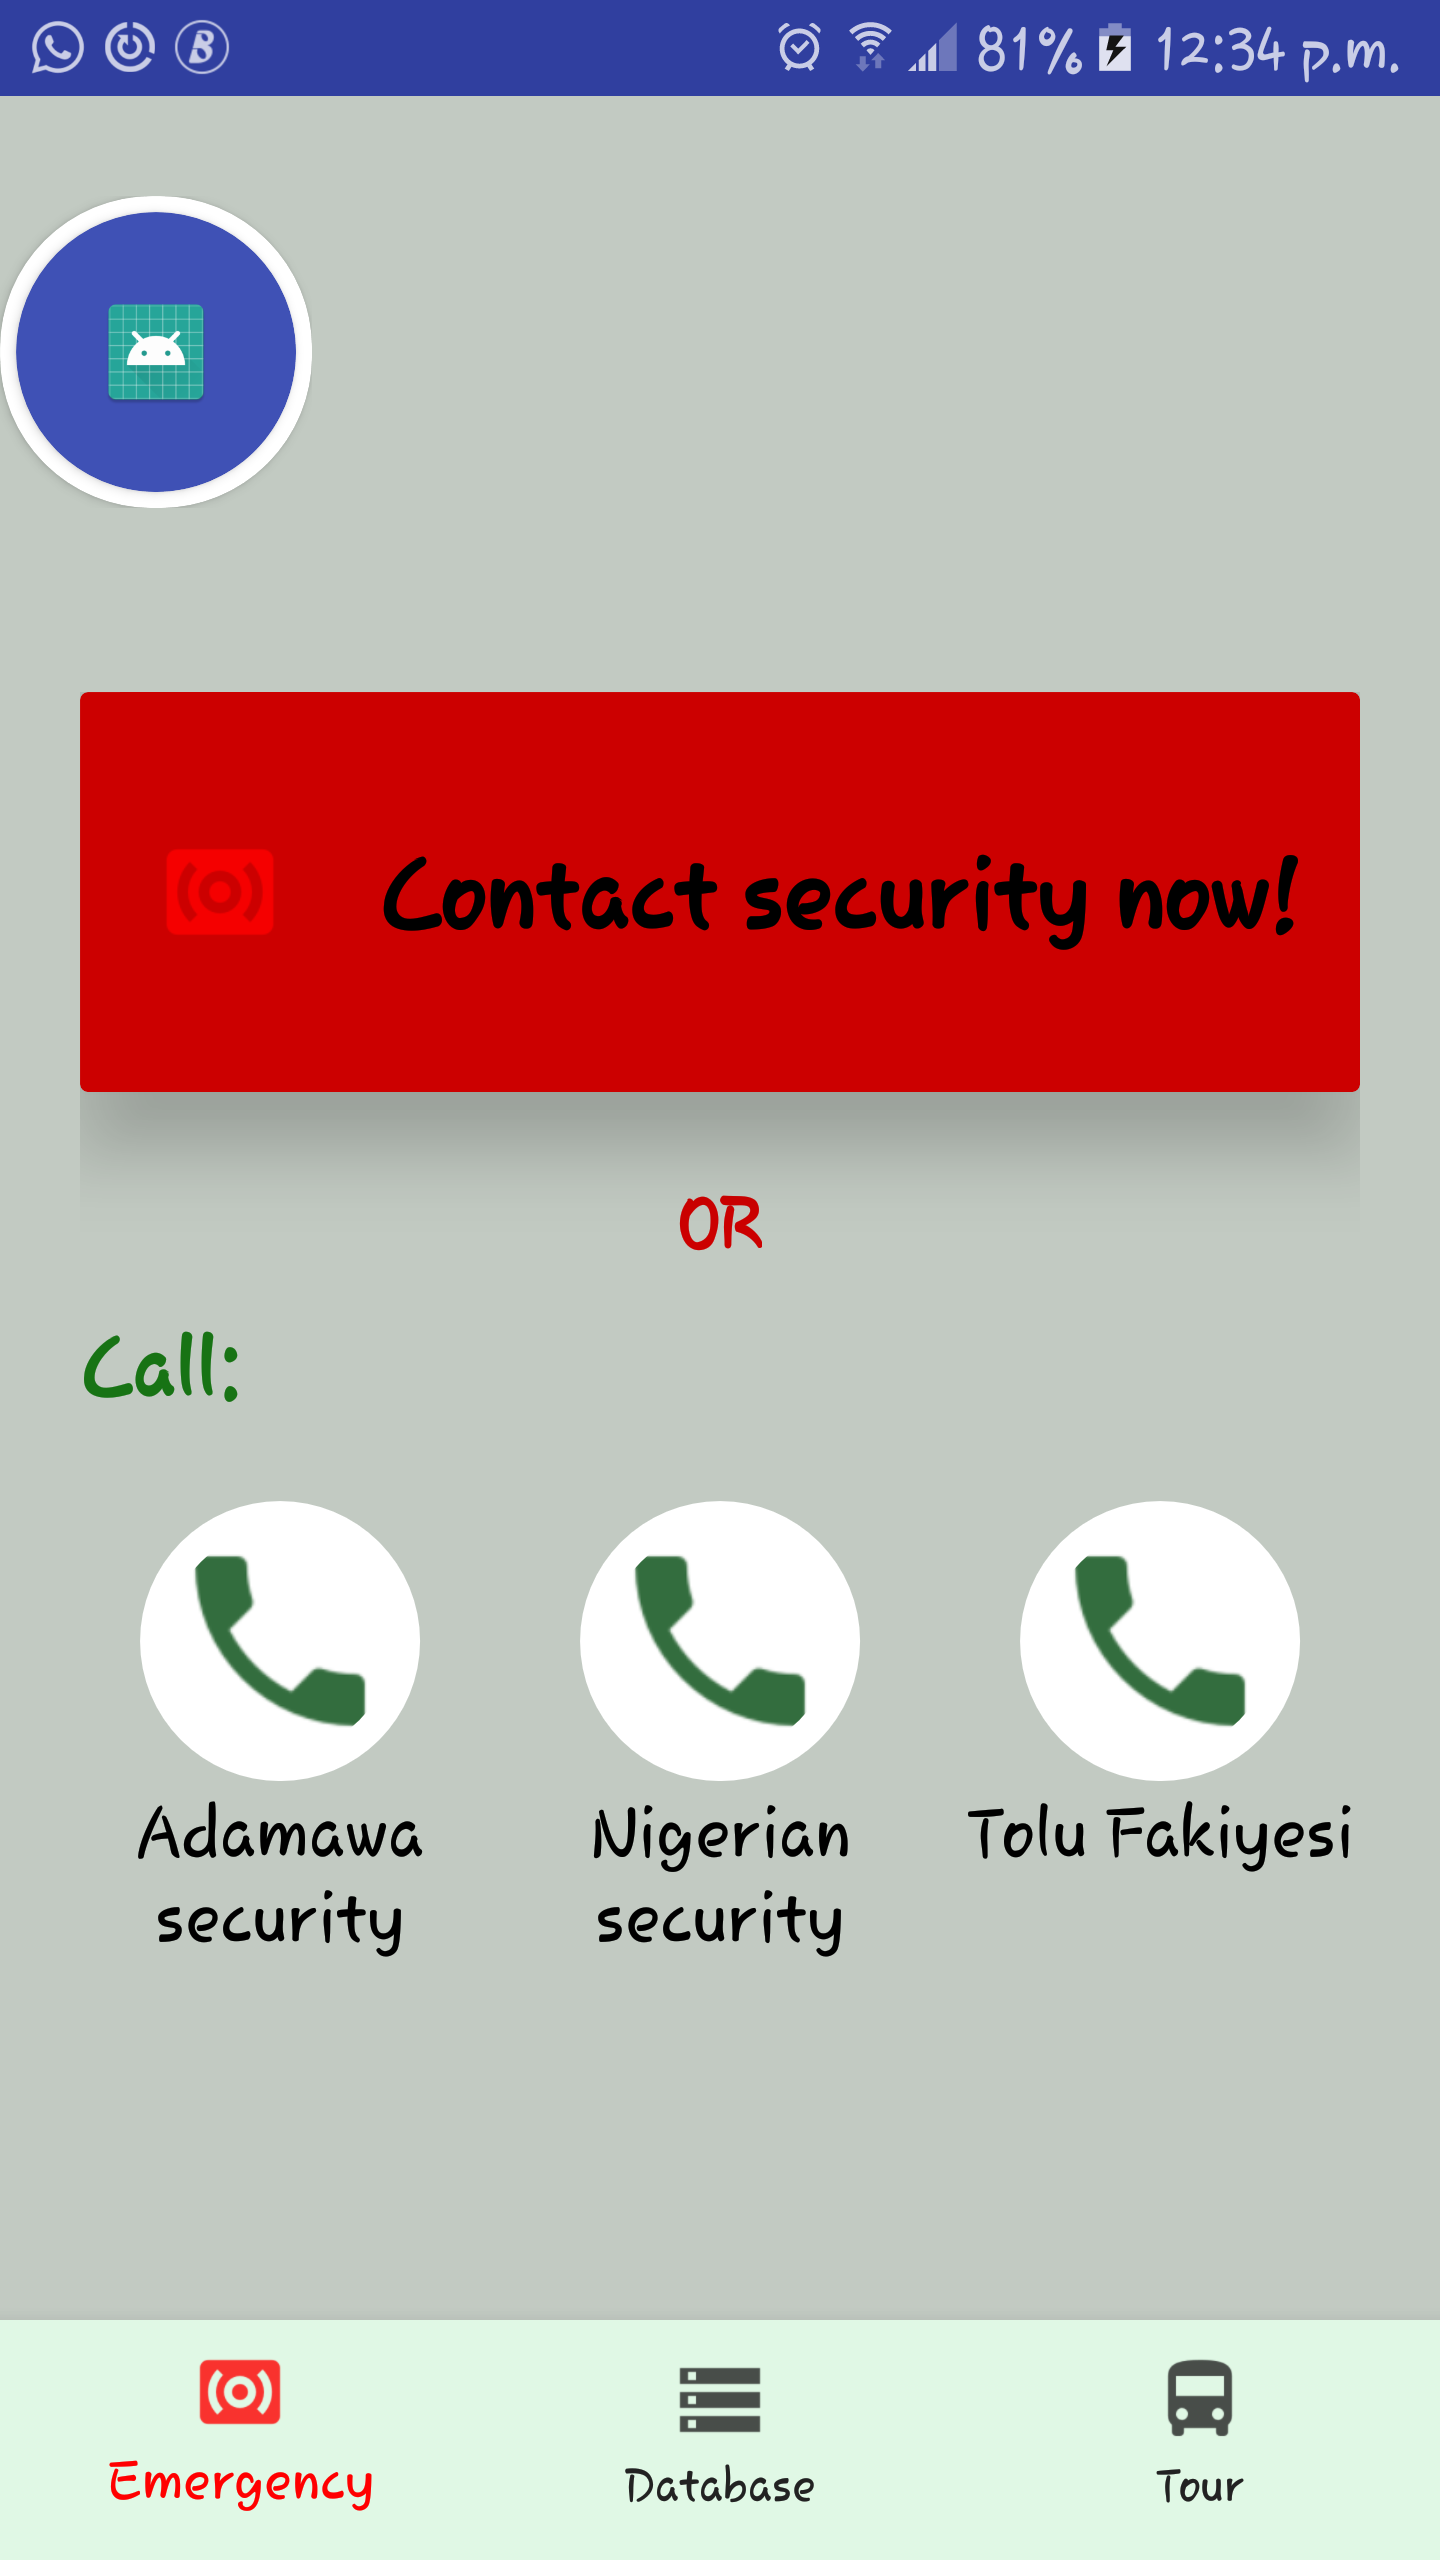 81% 12:34 p.m.
Contact security now!
OR
Call:
Adamawa
security
Nigerian
security
Tolu Fakiyesi
Emergency
Database
Tour